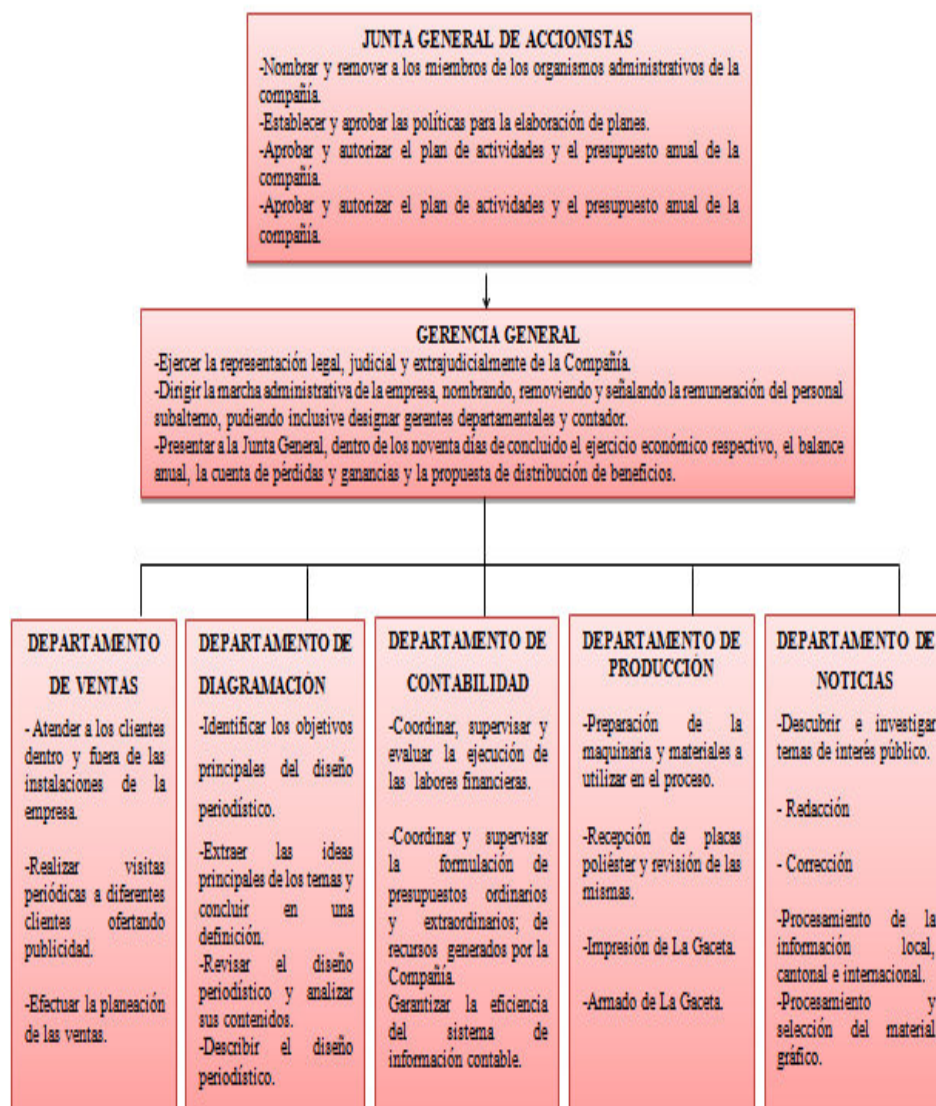 JUNTA GENERAL DE ACCIONISTAS
-Nombrar y remover a los miembros de los organismos administrativos de la
compañía.
-Establecer y aprobar las políticas para la elaboración de planes.
-Aprobar y autorizar el plan de actividades y el presupuesto anual de la
compañía.
-Aprobar y autorizar el plan de actividades y el presupuesto anual de la
compañía.
GERENCIA GENERAL
-Ejercer la representación legal, judicial y extrajudicialmente de la Compañía.
-Dirigir la marcha administrativa de la empresa, nombrando, removiendo y señalando la remuneración del personal
subalterno, pudiendo inclusive designar gerentes departamentales y contador.
-Presentar a la Junta General, dentro de los noventa días de concluido el ejercicio económico respectivo, el balance
anual, la cuenta de pérdidas y ganancias y la propuesta de distribución de beneficios.
DEPARTAMENTO
DE VENTAS
- Atender a los clientes
dentro y fuera de las
instalaciones de la
empresa.
-Realizar visitas
periódicas a diferentes
clientes ofertando
publicidad.
-Efectuar la planeación
de las ventas.
DEPARTAMENTO DE
DIAGRAMACIÓN
-Identificar los objetivos
principales del diseño
periodístico.
-Extraer las ideas
principales de los temas y
concluir en una
definición.
-Revisar el diseño
periodístico y analizar
sus contenidos.
-Describir el diseño
periodístico.
DEPARTAMENTO DE
CONTABILIDAD
-Coordinar, supervisar y
evaluar la ejecución de
las labores financieras.
-Coordinar y supervisar
la formulación de
presupuestos ordinarios
y extraordinarios; de
recursos generados por la
Compañía.
Garantizar la eficiencia
del sistema de
información contable.
DEPARTAMENTO DE
PRODUCCIÓN
-Preparación de la
maquinaria y materiales a
utilizar en el proceso.
-Recepción de placas
poliéster y revisión de las
mismas.
-Impresión de La Gaceta.
-Armado de La Gaceta.
DEPARTAMENTO DE
NOTICIAS
-Descubrir e investigar
temas de interés público.
- Redacción
- Corrección
-Procesamiento de la
información local,
cantonal e internacional.
-Procesamiento y
selección del material
gráfico.